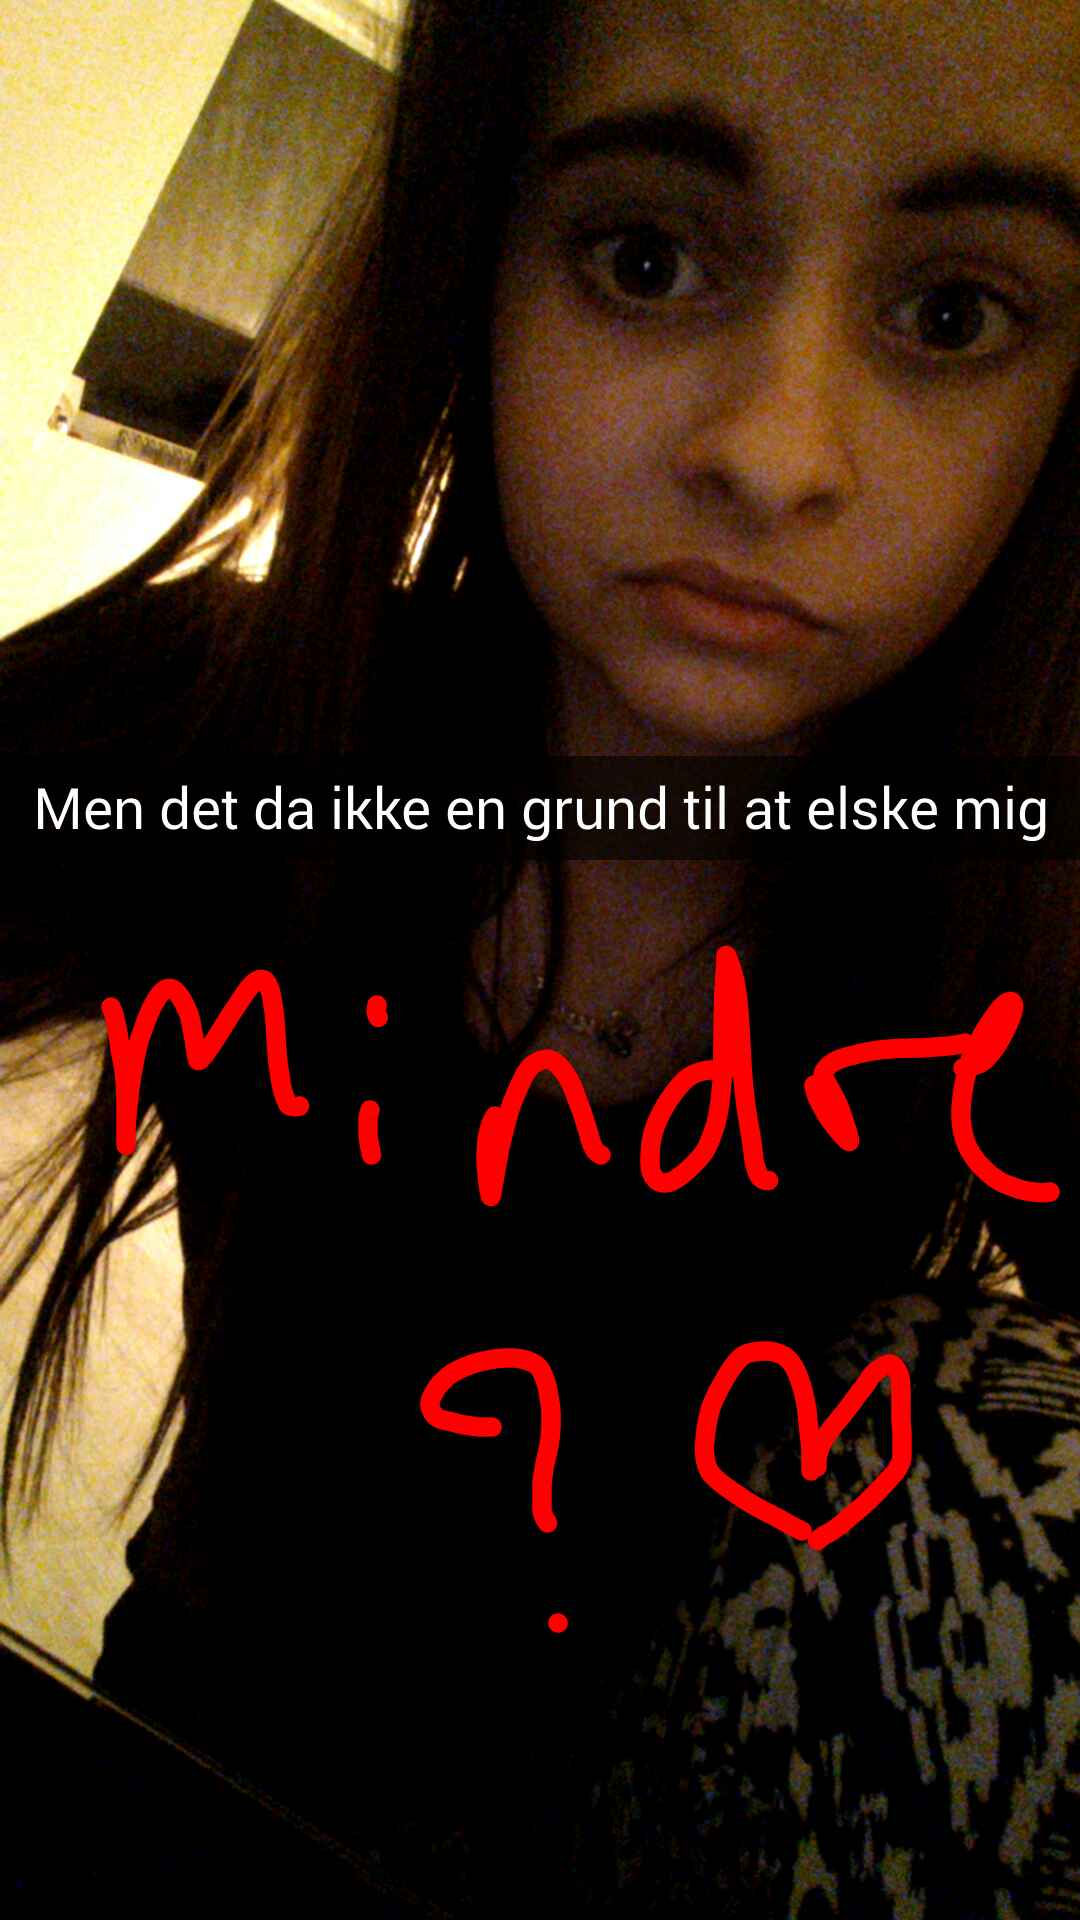 Men det da ikke en grund til at elske mig
mindre
? ♡